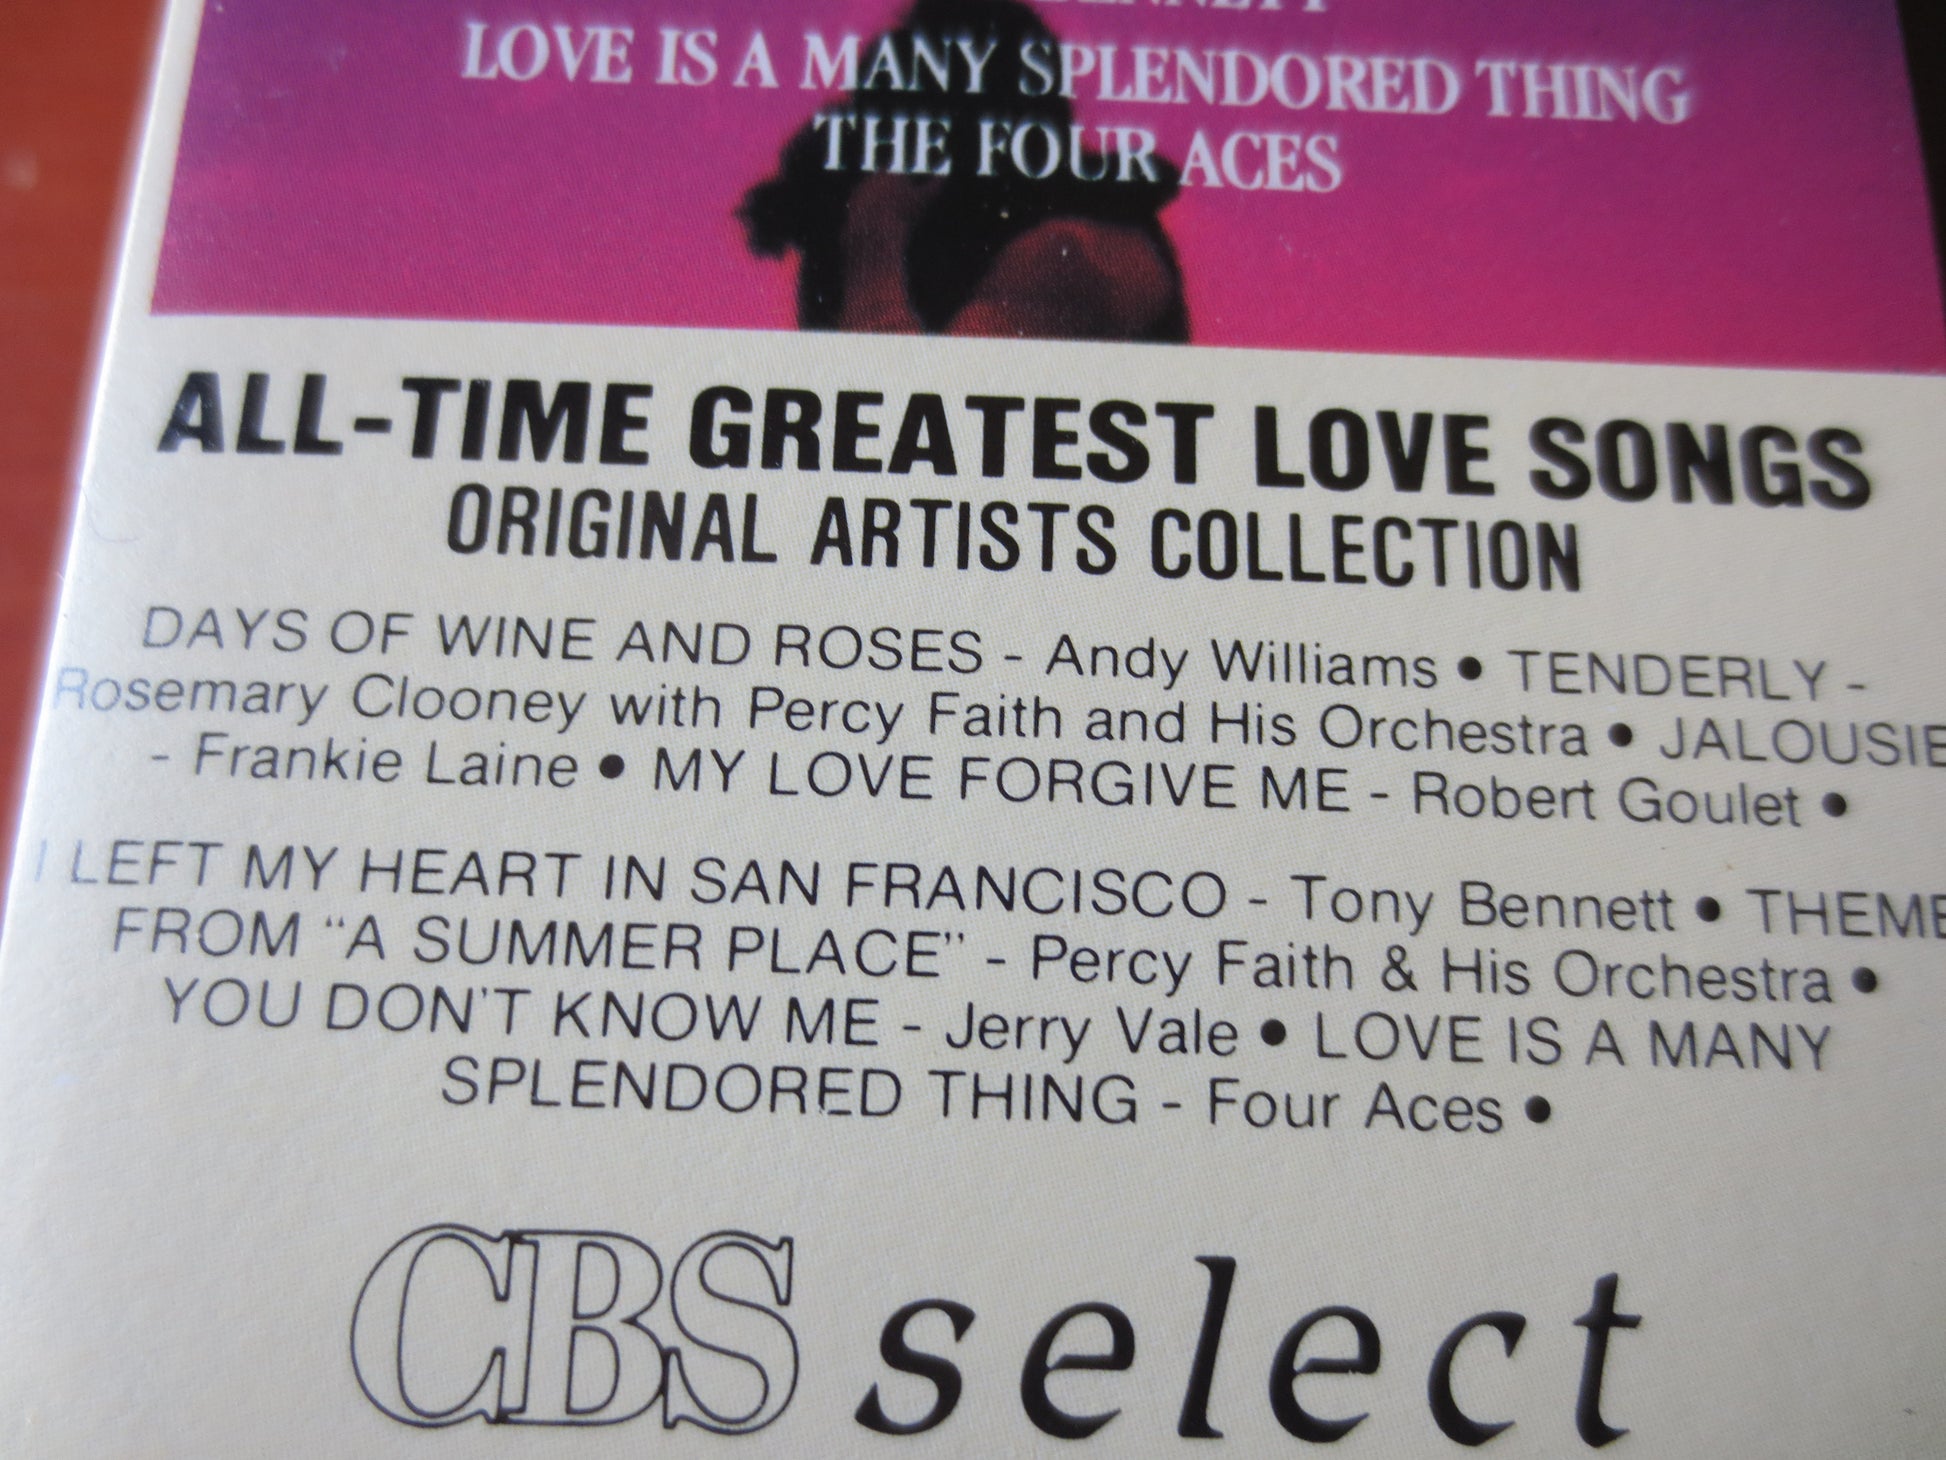 BENNETT
LOVE IS A MANY SPLENDORED THING
THE FOUR ACES
ALL-TIME GREATEST LOVE SONGS
ORIGINAL ARTISTS COLLECTION
DAYS OF WINE AND ROSES - Andy Williams • TENDERLY -
Rosemary Clooney with Percy Faith and His Orchestra • JALOUSIE
- Frankie Laine • MY LOVE FORGIVE ME - Robert Goulet •
I LEFT MY HEART IN SAN FRANCISCO - Tony Bennett • THEME
FROM "A SUMMER PLACE" - Percy Faith & His Orchestra •
YOU DON'T KNOW ME - Jerry Vale • LOVE IS A MANY
SPLENDORED THING - Four Aces •
CBS select